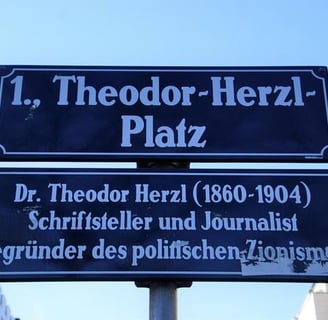 1., Theodor-Herzl-
Platz
Dr. Theodor Herzl (1860-1904)
Schriftsteller und Journalist
egründer des politischen Zionism